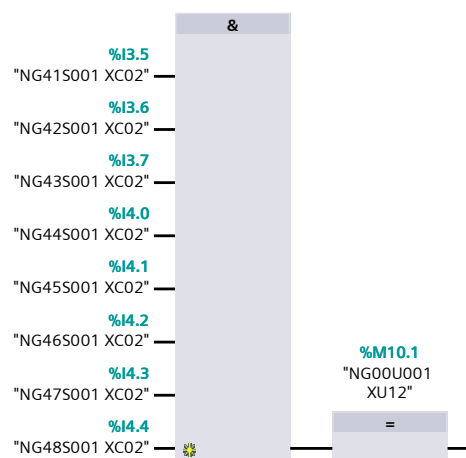 &
%I3.5
"NG41S001 XC02"
%I3.6
"NG42S001 XC02"
%I3.7
"NG43S001 XC02"
%I4.0
"NG44S001 XC02"
%I4.1
"NG45S001 XC02"
%I4.2
"NG46S001 XC02"
%I4.3
"NG47S001 XC02"
%I4.4
"NG48S001 XC02"
%M10.1
"NG00U001
XU12"
=